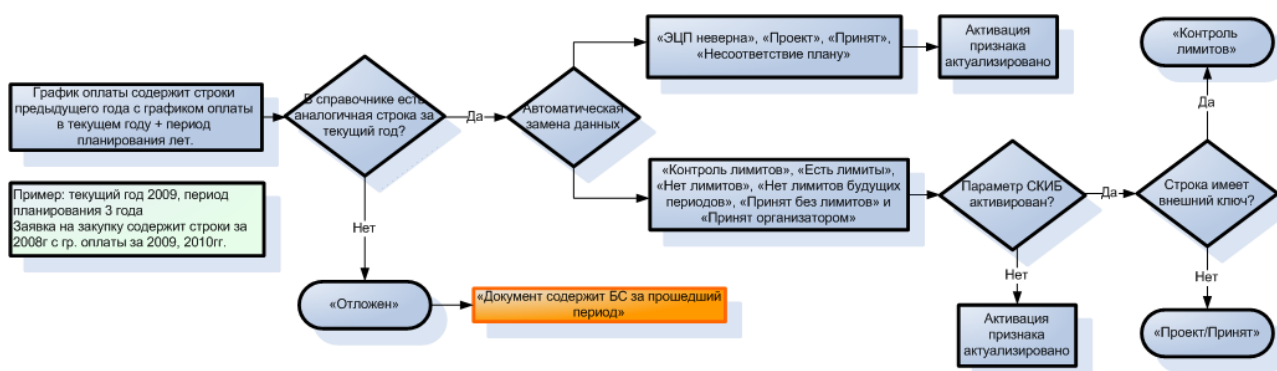 График оплаты содержит строки
предыдущего года с графиком оплаты
в текущем году + период
планирования лет.
Пример: текущий год 2009, период
планирования 3 года
Заявка на закупку содержит строки за
2008г с гр. оплаты за 2009, 2010гг.
В справочнике есть
аналогичная строка за
текущий год?
Да
Нет
«Отложен»
«Документ содержит БС за прошедший
период»
Автоматическая
замена данных
«ЭЦП неверна», «Проект», «Принят»,
«Несоответствие плану»
Активация
признака
актуализировано
«Контроль лимитов», «Есть лимиты»,
«Нет лимитов», «Нет лимитов будущих
периодов», «Принят без лимитов» и
«Принят организатором»
Параметр СКИБ
активирован?
Да
Нет
Активация
признака
актуализировано
Строка имеет
внешний ключ?
Да
«Контроль
лимитов»
Нет
«Проект/Принят»